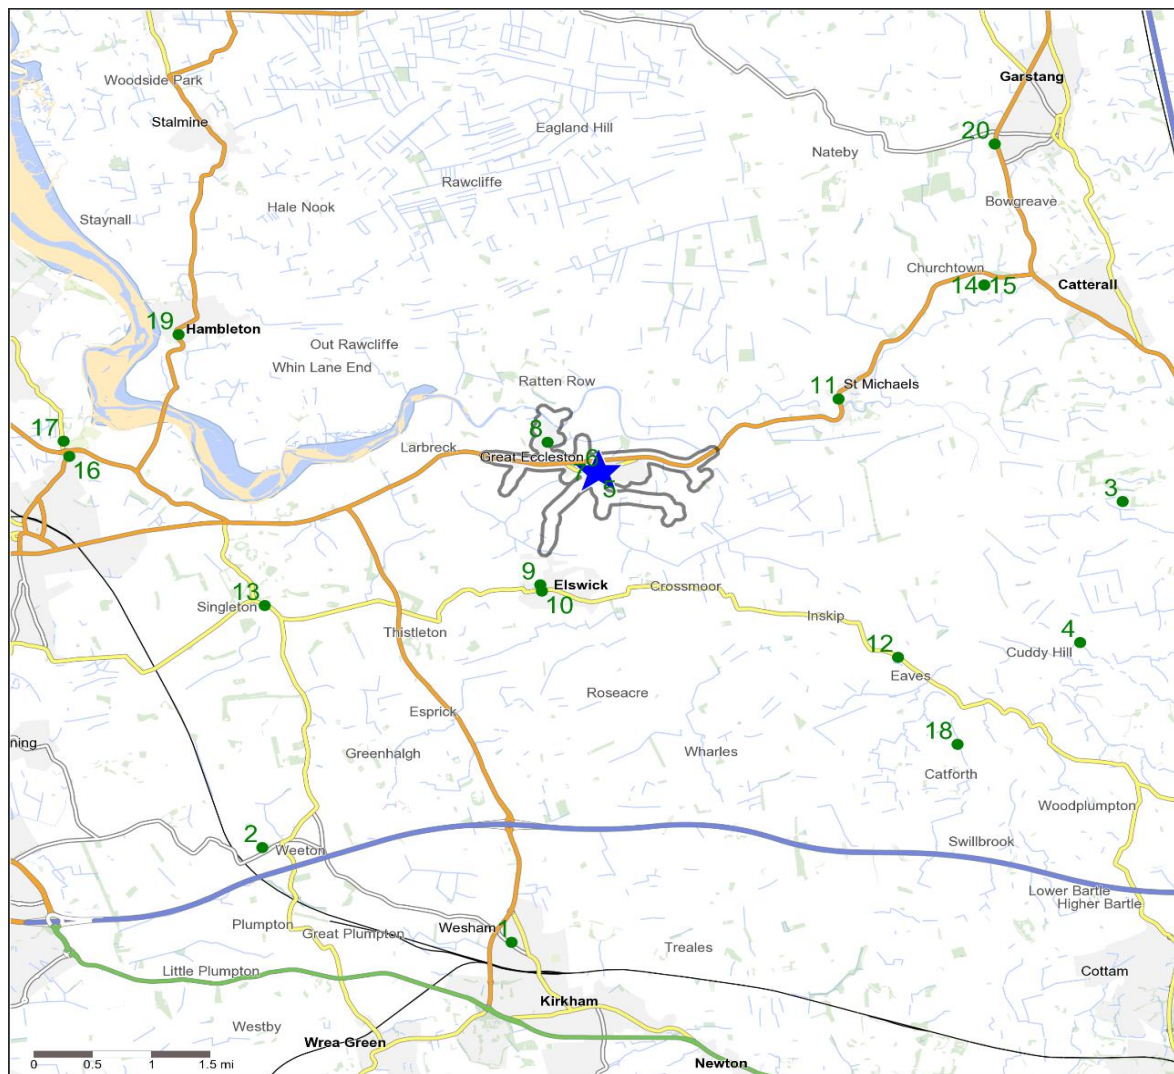 Woodside Park
Stalmine
Staynall
Hale Nook
Rawcliffe
Eagland Hill
Nateby
Garstang
20
Bowgreave
Churchtown
14 15
Catterall
19
Hambleton
Out Rawcliffe
Whin Lane End
Ratten Row
11
St Michaels
17
16
Larbreck
8
Great Eccleston
6
7
5
3
9
Elswick
10
Crossmoor
13
Singleton
Thistleton
Inskip
12
Eaves
4
Cuddy Hill
Roseacre
Esprick
Greenhalgh
Wharles
18
Catforth
ning
Woodplumpton
2
Weeton
Swillbrook
Lower Bartle
Higher Bartle
Plumpton
Great Plumpton
Wesham
1
Treales
Little Plumpton
Cottam
Kirkham
Westby
Wrea Green
Newton
0 0.5 1 1.5 mi